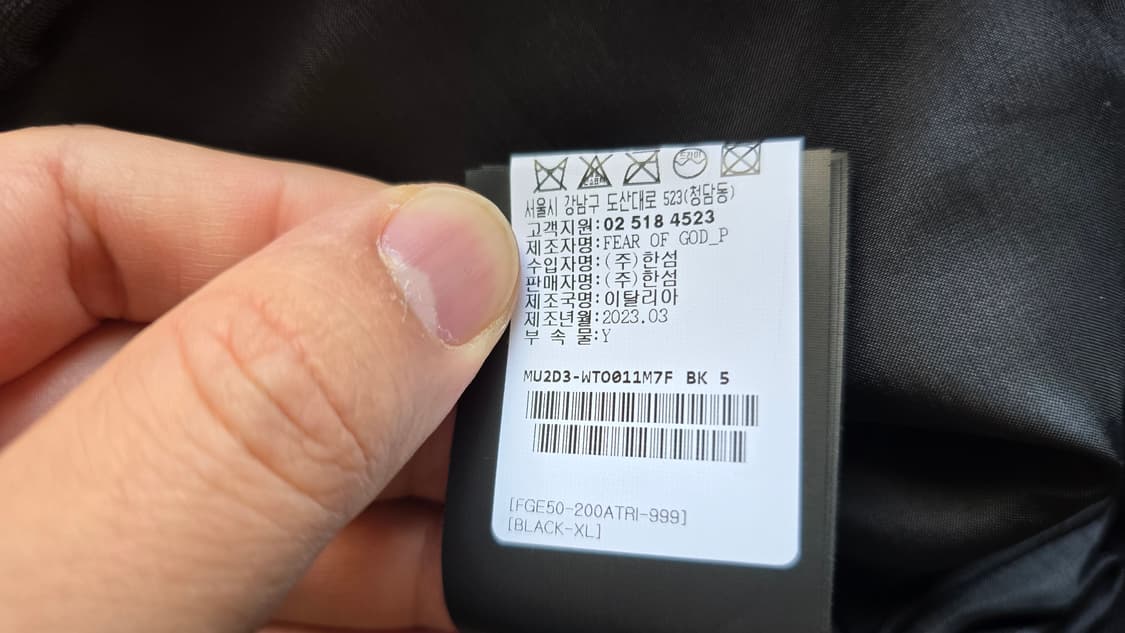 드라이
서울시 강남구 도산대로 523(청담동)
고객지원:02 518 4523
제조자명:FEAR OF GOD_P
수입자명:(주)한섬
판매자명:(주)한섬
제조국명:이탈리아
제조년월:2023.03
부 속 물:Y
MU2D3-WTO011M7F BK 5
[FGE50-200ATRI-999]
[BLACK-XL]